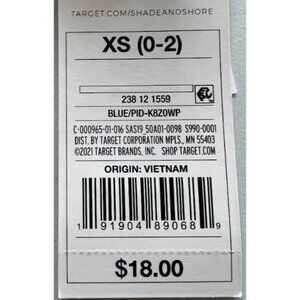 TARGET.COM/SHADEANDSHORE
XS (0-2)
238 12 1559
BLUE/PID-K8Z0WP
C-000965-01-016 SAS19_50A01-0098 S990-0001
DIST. BY TARGET CORPORATION MPLS., MN 55403
©2021 TARGET BRANDS, INC. SHOP TARGET.COM
ORIGIN: VIETNAM
1 91904 89068 9
$18.00